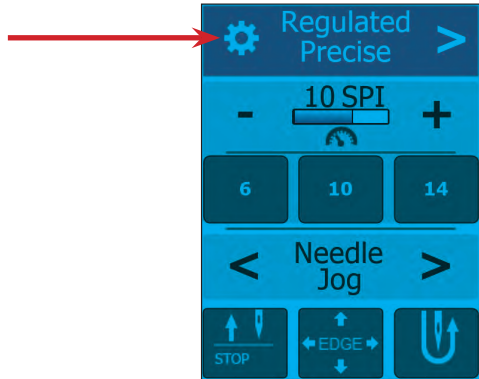 Regulated
Precise
>
- 10 SPI +
6 10 14
< Needle >
Jog
STOP
EDGE